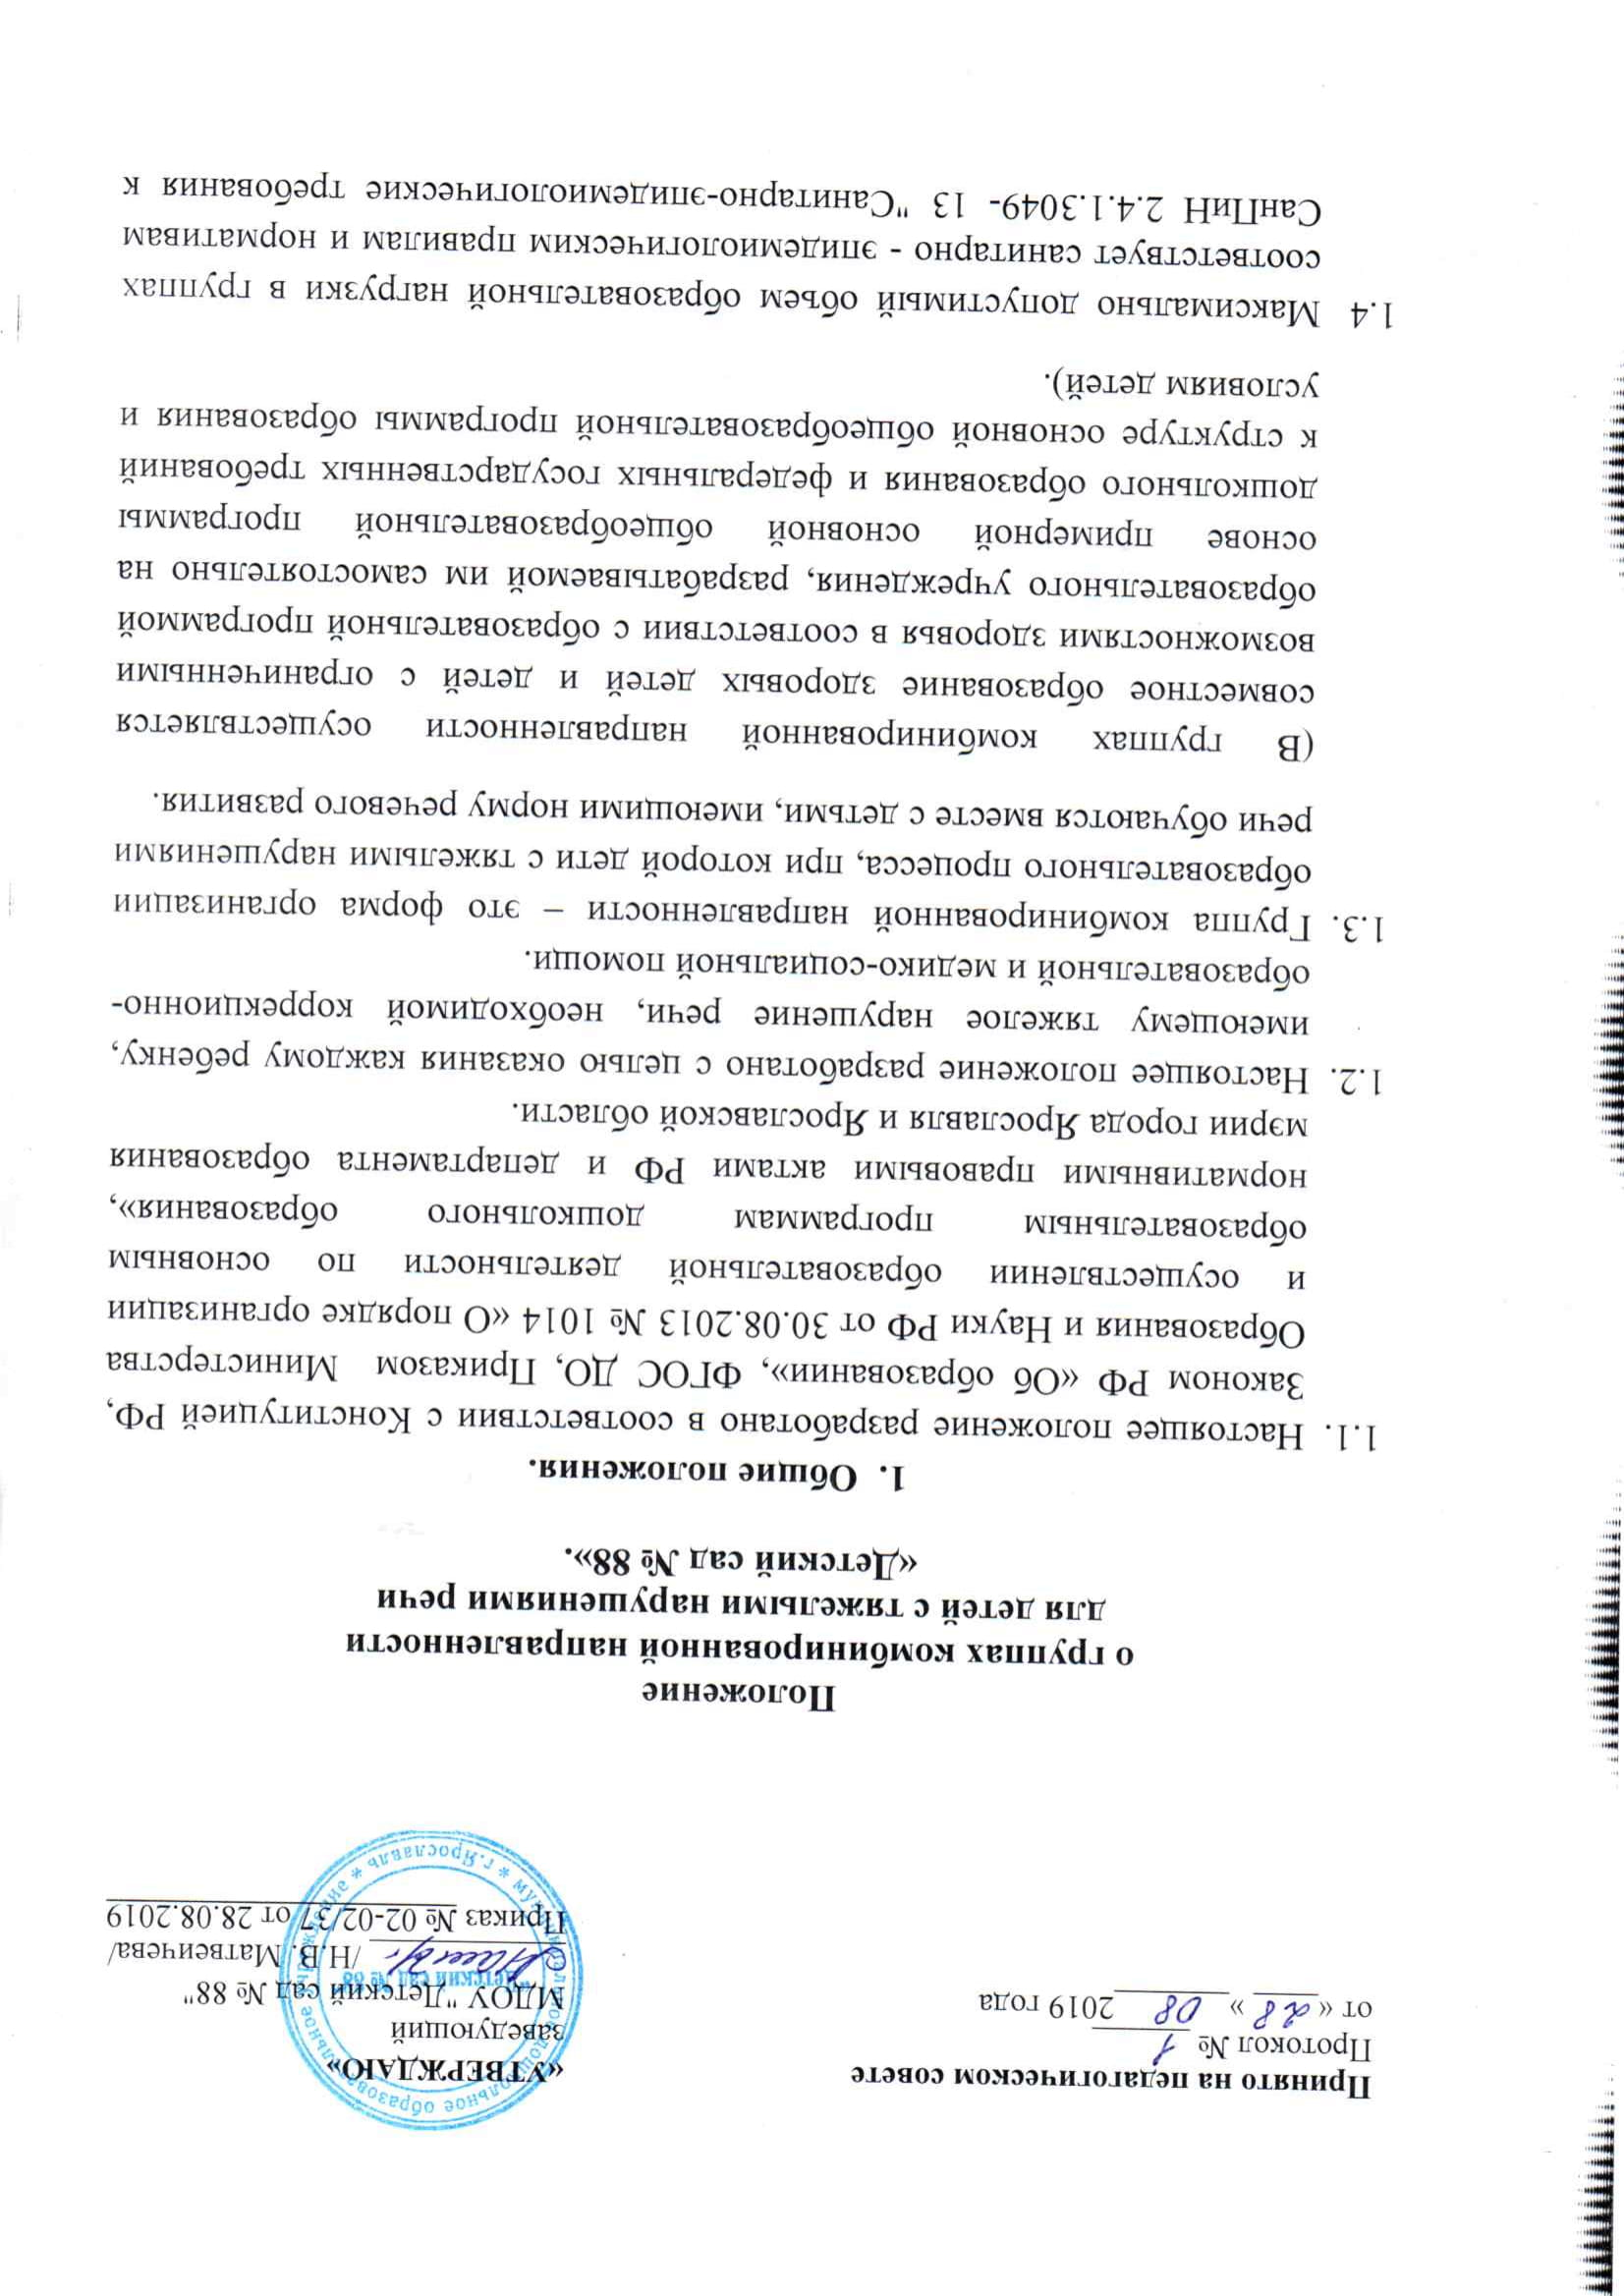 Принято на педагогическом совете
Протокол № 1
от « 28 » 08 2019 года
«УТВЕРЖДАЮ»
заведующий
МДОУ "Детский сад № 88"
/Н.В. Матвеичева/
Приказ № 02-02/37 от 28.08.2019
муниципальное дошкольное образовательное учреждение * г.Ярославль *
"Детский сад № 88"
Положение
о группах комбинированной направленности
для детей с тяжелыми нарушениями речи
«Детский сад № 88».
1. Общие положения.
1.1. Настоящее положение разработано в соответствии с Конституцией РФ,
Законом РФ «Об образовании», ФГОС ДО, Приказом Министерства
Образования и Науки РФ от 30.08.2013 № 1014 «О порядке организации
и осуществлении образовательной деятельности по основным
образовательным программам дошкольного образования»,
нормативными правовыми актами РФ и департамента образования
мэрии города Ярославля и Ярославской области.
1.2. Настоящее положение разработано с целью оказания каждому ребенку,
имеющему тяжелое нарушение речи, необходимой коррекционно-
образовательной и медико-социальной помощи.
1.3. Группа комбинированной направленности – это форма организации
образовательного процесса, при которой дети с тяжелыми нарушениями
речи обучаются вместе с детьми, имеющими норму речевого развития.
(В группах комбинированной направленности осуществляется
совместное образование здоровых детей и детей с ограниченными
возможностями здоровья в соответствии с образовательной программой
образовательного учреждения, разрабатываемой им самостоятельно на
основе примерной основной общеобразовательной программы
дошкольного образования и федеральных государственных требований
к структуре основной общеобразовательной программы образования и
условиям детей).
1.4 Максимально допустимый объем образовательной нагрузки в группах
соответствует санитарно - эпидемиологическим правилам и нормативам
СанПиН 2.4.1.3049- 13 "Санитарно-эпидемиологические требования к